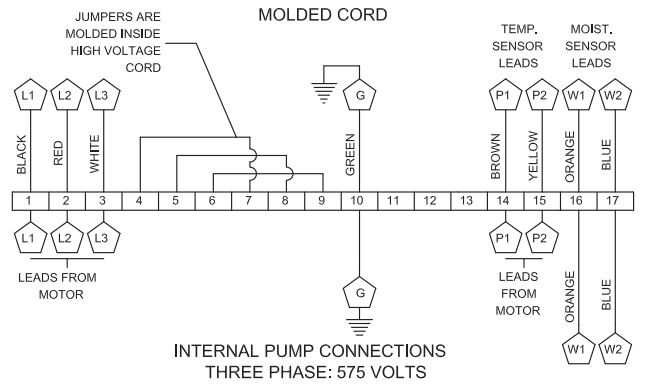 MOLDED CORD
JUMPERS ARE
MOLDED INSIDE
HIGH VOLTAGE
CORD
TEMP.
SENSOR
LEADS
MOIST.
SENSOR
LEADS
L1 L2 L3 G P1 P2 W1 W2
BLACK
RED
WHITE
GREEN
BROWN
YELLOW
ORANGE
BLUE
1 2 3 4 5 6 7 8 9 10 11 12 13 14 15 16 17
L1 L2 L3 P1 P2
LEADS FROM
MOTOR
LEADS
FROM
MOTOR
ORANGE
BLUE
G
W1 W2
INTERNAL PUMP CONNECTIONS
THREE PHASE: 575 VOLTS